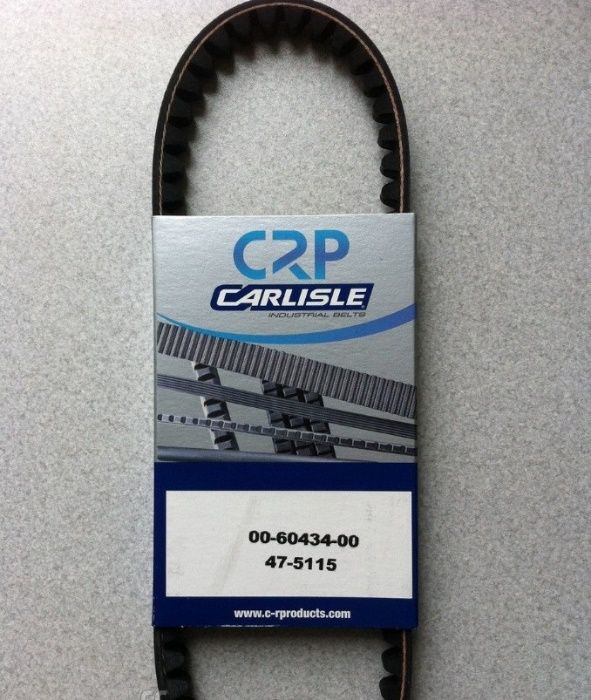 CRP
CARLISLE
INDUSTRIAL BELTS
00-60434-00
47-5115
www.c-rproducts.com